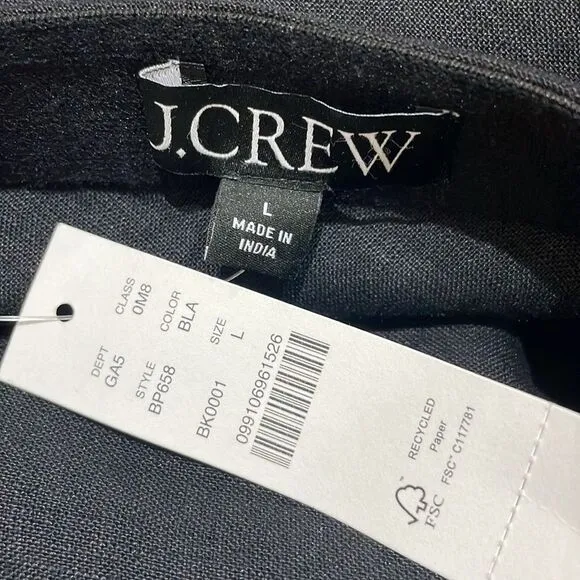 J.CREW
L
MADE IN
INDIA
DEPT
GA5
CLASS
0M8
STYLE
BP658
COLOR
BLA
BK0001
SIZE
L
099106961526
RECYCLED
Paper
FSC™ C117781
FSC